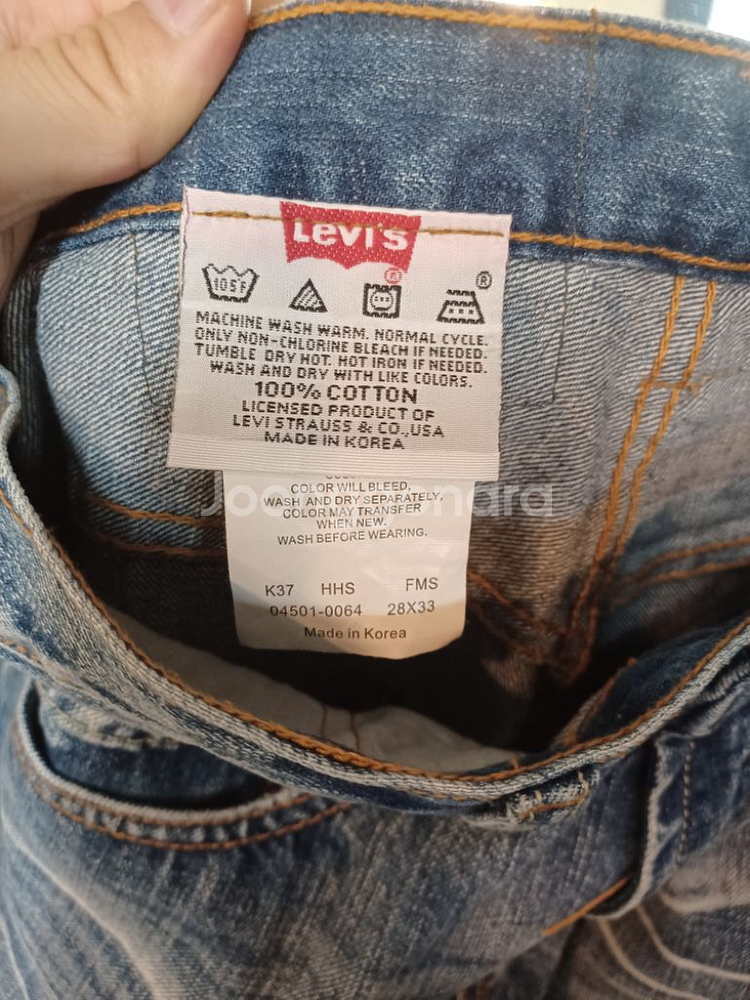 Levi's
®
®
105°F
MACHINE WASH WARM. NORMAL CYCLE.
ONLY NON-CHLORINE BLEACH IF NEEDED.
TUMBLE DRY HOT. HOT IRON IF NEEDED.
WASH AND DRY WITH LIKE COLORS.
100% COTTON
LICENSED PRODUCT OF
LEVI STRAUSS & CO.,USA
MADE IN KOREA
COLOR WILL BLEED,
WASH AND DRY SEPARATELY,
COLOR MAY TRANSFER
WHEN NEW.
WASH BEFORE WEARING.
K37 HHS FMS
04501-0064 28X33
Made in Korea